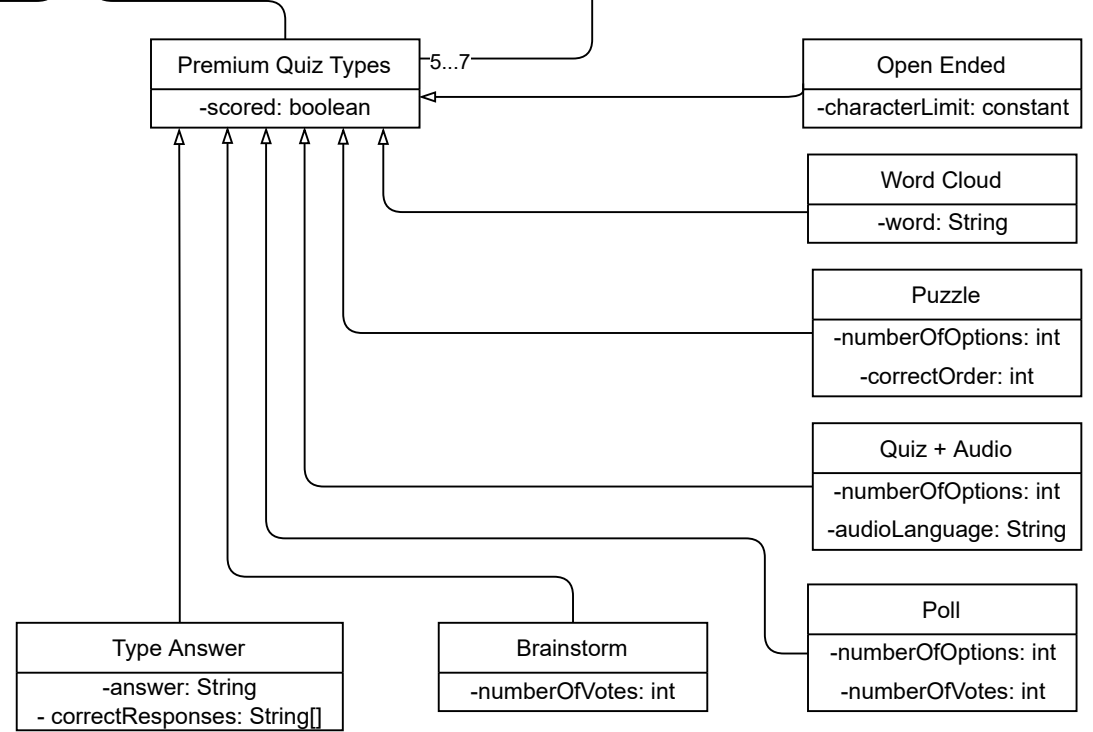 Premium Quiz Types
-scored: boolean
5...7
Open Ended
-characterLimit: constant
Word Cloud
-word: String
Puzzle
-numberOfOptions: int
-correctOrder: int
Quiz + Audio
-numberOfOptions: int
-audioLanguage: String
Poll
-numberOfOptions: int
-numberOfVotes: int
Type Answer
-answer: String
- correctResponses: String[]
Brainstorm
-numberOfVotes: int